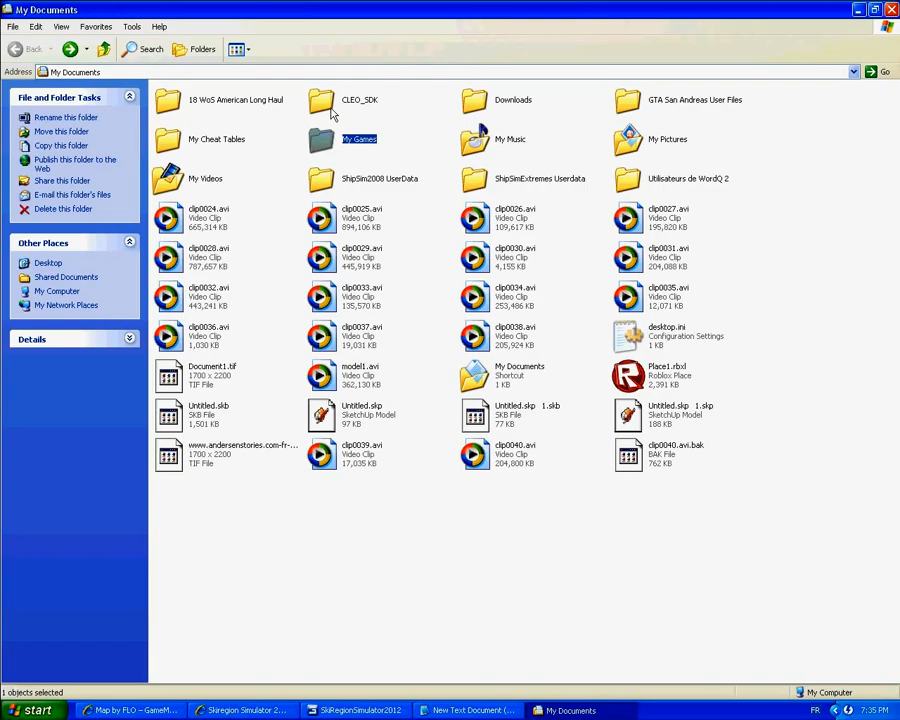 My Documents
File Edit View Favorites Tools Help
Back Search Folders
Address My Documents Go
File and Folder Tasks
Rename this folder
Move this folder
Copy this folder
Publish this folder to the
Web
Share this folder
E-mail this folder's files
Delete this folder
Other Places
Desktop
Shared Documents
My Computer
My Network Places
Details
18 WoS American Long Haul
CLEO_SDK
Downloads
GTA San Andreas User Files
My Cheat Tables
My Games
My Music
My Pictures
My Videos
ShipSim2008 UserData
ShipSimExtremes Userdata
Utilisateurs de WordQ 2
clip0024.avi
Video Clip
665,314 KB
clip0025.avi
Video Clip
894,106 KB
clip0026.avi
Video Clip
109,617 KB
clip0027.avi
Video Clip
195,820 KB
clip0028.avi
Video Clip
787,657 KB
clip0029.avi
Video Clip
445,919 KB
clip0030.avi
Video Clip
4,155 KB
clip0031.avi
Video Clip
204,088 KB
clip0032.avi
Video Clip
443,241 KB
clip0033.avi
Video Clip
135,570 KB
clip0034.avi
Video Clip
253,486 KB
clip0035.avi
Video Clip
12,071 KB
clip0036.avi
Video Clip
1,030 KB
clip0037.avi
Video Clip
19,031 KB
clip0038.avi
Video Clip
205,924 KB
desktop.ini
Configuration Settings
1 KB
Document1.tif
1700 x 2200
TIF File
model1.avi
Video Clip
362,130 KB
My Documents
Shortcut
1 KB
Place1.rbxl
Roblox Place
2,391 KB
Untitled.skb
SKB File
1,501 KB
Untitled.skp
SketchUp Model
97 KB
Untitled.skp 1.skb
SKB File
77 KB
Untitled.skp 1.skp
SketchUp Model
188 KB
www.andersenstories.com-fr-...
1700 x 2200
TIF File
clip0039.avi
Video Clip
17,035 KB
clip0040.avi
Video Clip
204,800 KB
clip0040.avi.bak
BAK File
762 KB
1 objects selected My Computer
start Map by FLO – GameM... Skiregion Simulator 2... SkiRegionSimulator2012 New Text Document (... My Documents FR 7:35 PM